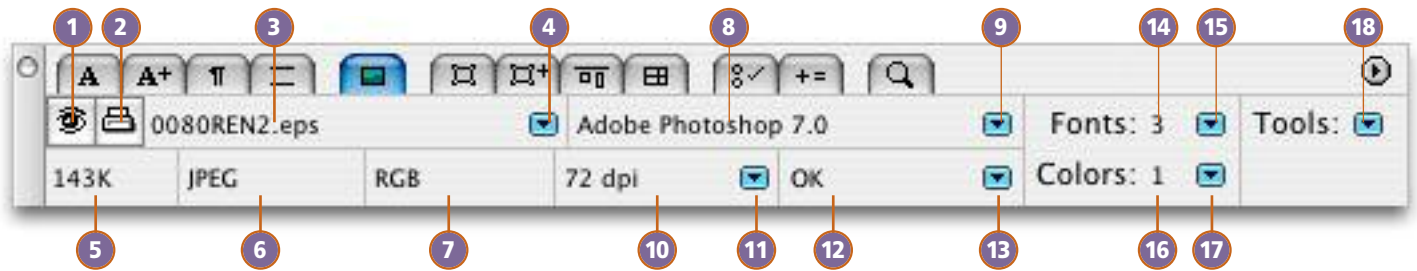 1 2 3 4 8 9 14 15 18
A A+ ¶ +=
0080REN2.eps Adobe Photoshop 7.0 Fonts: 3 Tools:
143K JPEG RGB 72 dpi OK Colors: 1
5 6 7 10 11 12 13 16 17